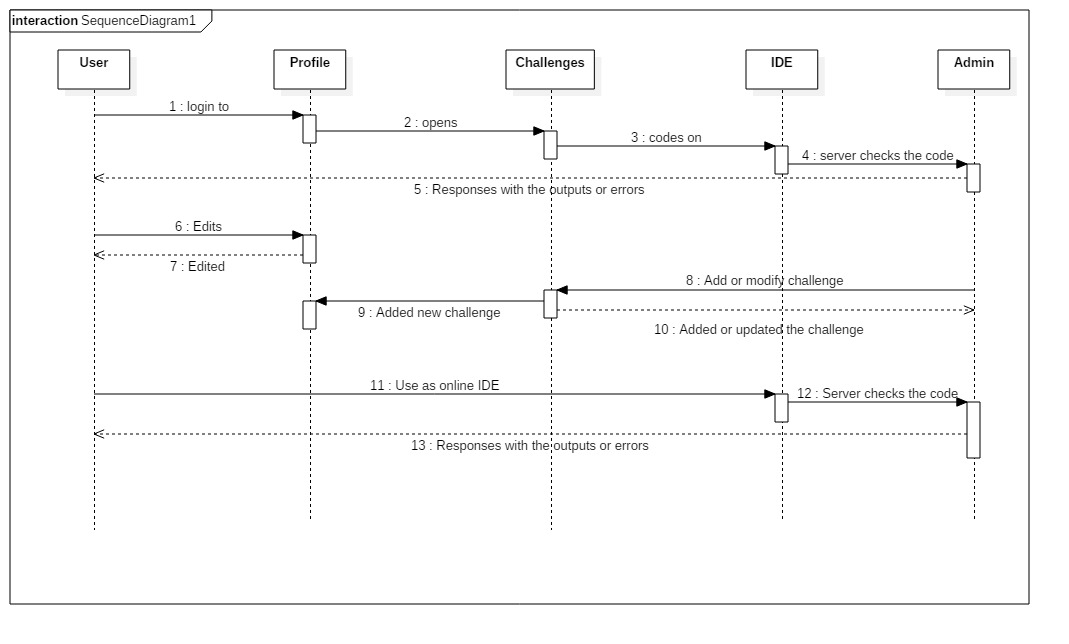 interaction SequenceDiagram1
User
Profile
Challenges
IDE
Admin
1 : login to
2 : opens
3 : codes on
4 : server checks the code
5 : Responses with the outputs or errors
6 : Edits
7 : Edited
8 : Add or modify challenge
9 : Added new challenge
10 : Added or updated the challenge
11 : Use as online IDE
12 : Server checks the code
13 : Responses with the outputs or errors